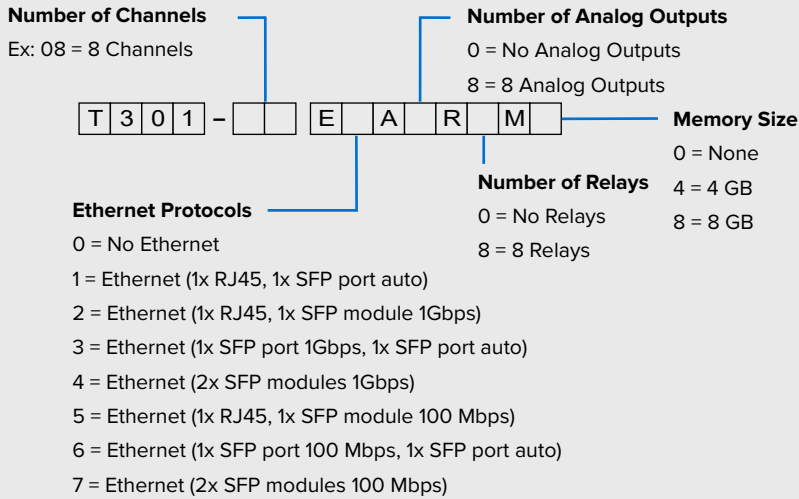 Number of Channels
Ex: 08 = 8 Channels
Number of Analog Outputs
0 = No Analog Outputs
8 = 8 Analog Outputs
T301– E A R M
Memory Size
0 = None
4 = 4 GB
8 = 8 GB
Number of Relays
0 = No Relays
8 = 8 Relays
Ethernet Protocols
0 = No Ethernet
1 = Ethernet (1x RJ45, 1x SFP port auto)
2 = Ethernet (1x RJ45, 1x SFP module 1Gbps)
3 = Ethernet (1x SFP port 1Gbps, 1x SFP port auto)
4 = Ethernet (2x SFP modules 1Gbps)
5 = Ethernet (1x RJ45, 1x SFP module 100 Mbps)
6 = Ethernet (1x SFP port 100 Mbps, 1x SFP port auto)
7 = Ethernet (2x SFP modules 100 Mbps)